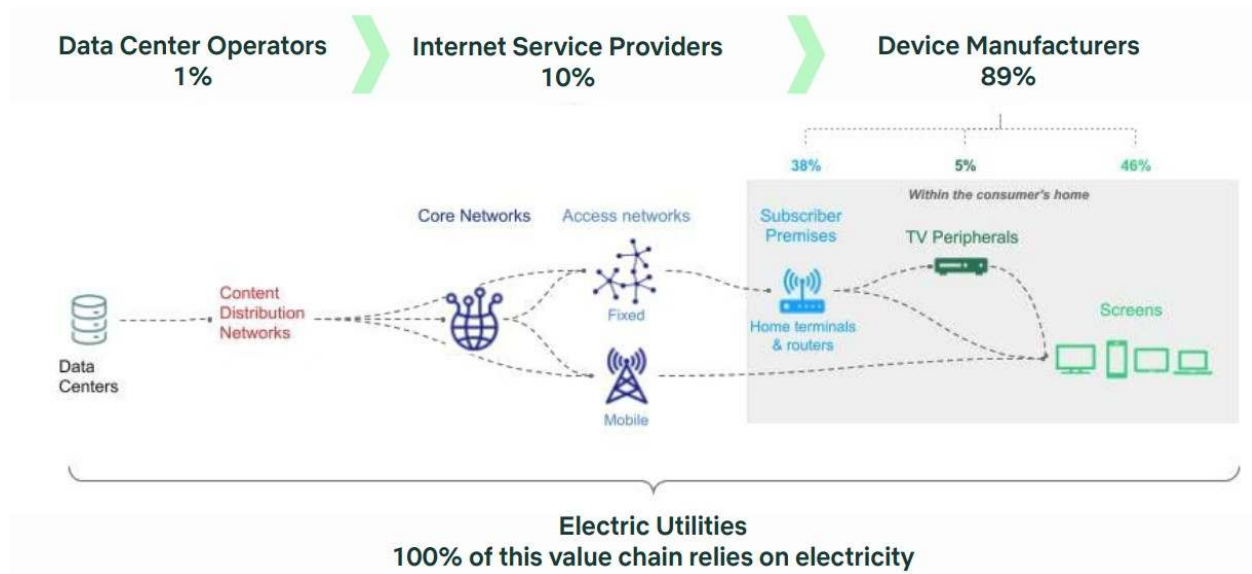 Data Center Operators
1%
Internet Service Providers
10%
Device Manufacturers
89%
38%
5%
46%
Within the consumer's home
Core Networks
Access networks
Subscriber
Premises
TV Peripherals
Content
Distribution
Networks
Fixed
Home terminals
& routers
Screens
Data
Centers
Mobile
Electric Utilities
100% of this value chain relies on electricity